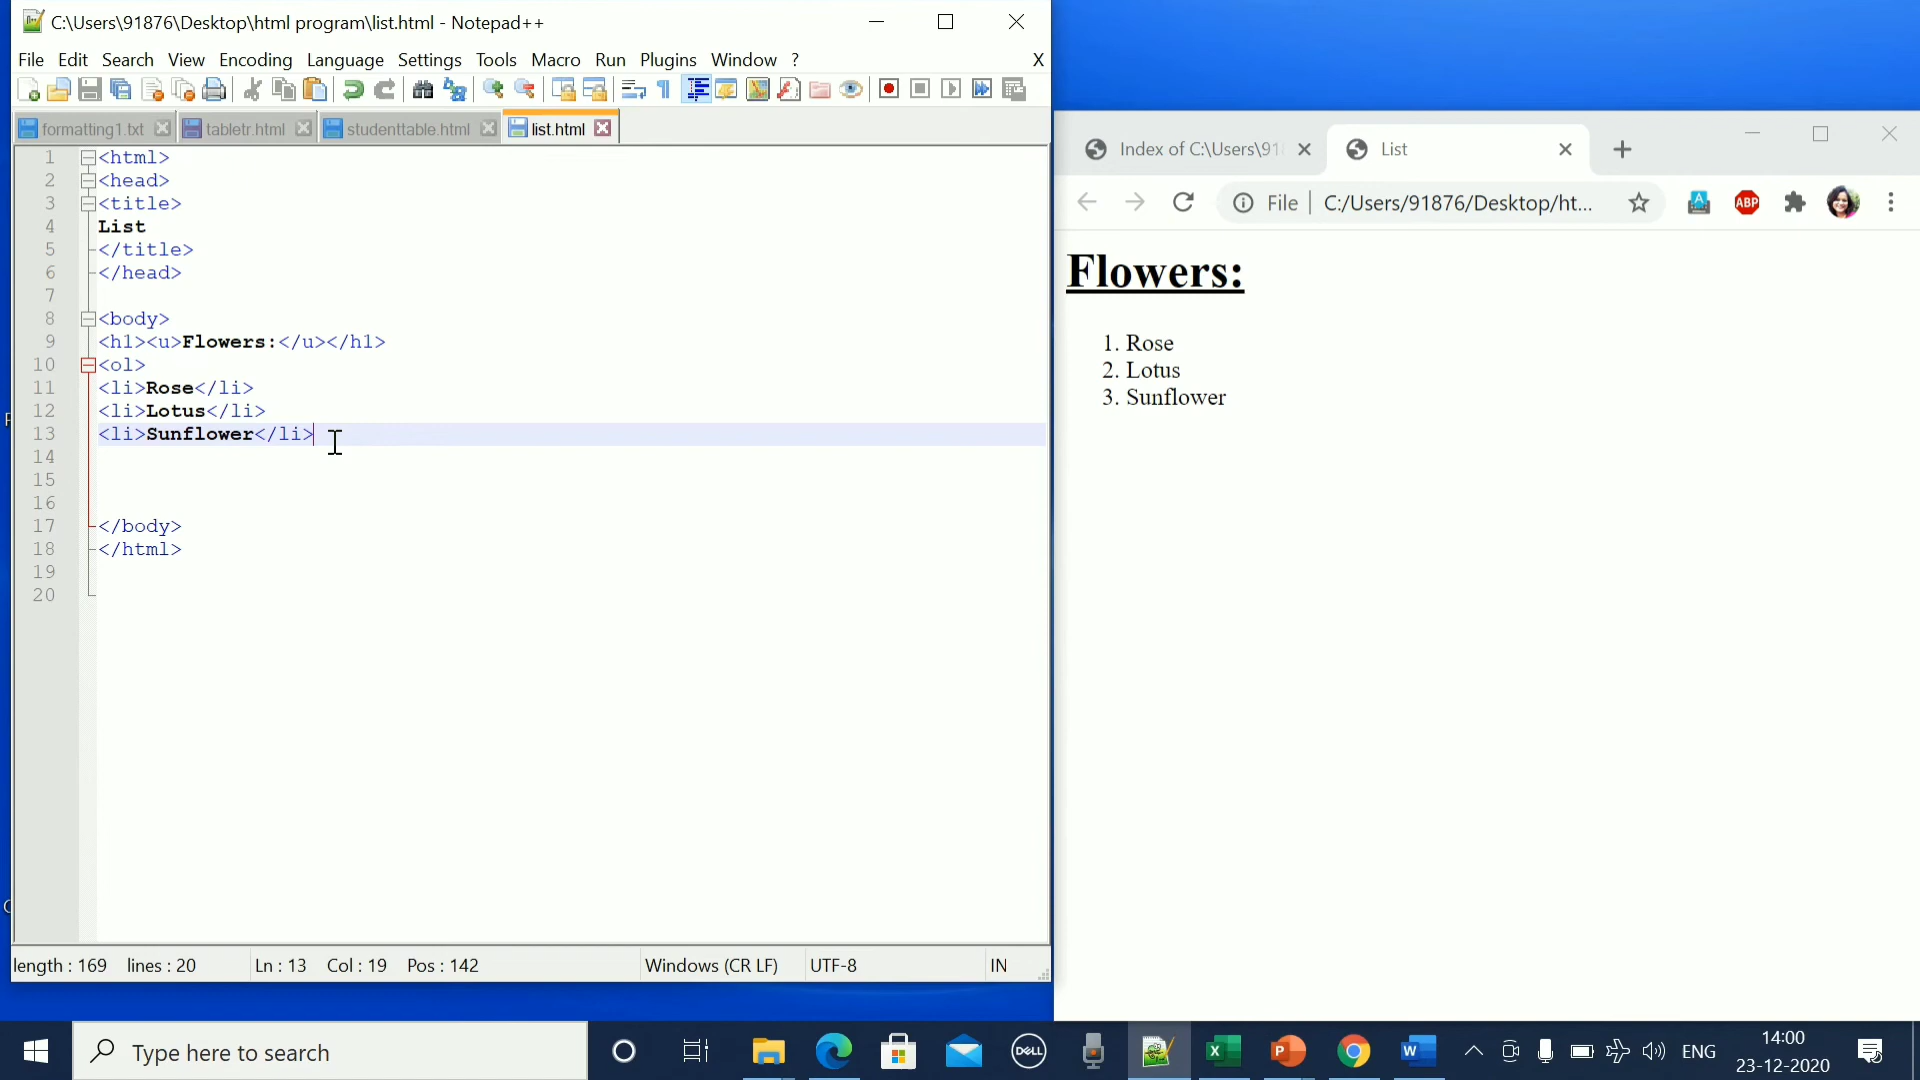 C:\Users\91876\Desktop\html program\list.html - Notepad++
File Edit Search View Encoding Language Settings Tools Macro Run Plugins Window ? X
formatting1.txt tabletr.html studenttable.html list.html
1 <html>
2 <head>
3 <title>
4 List
5 </title>
6 </head>
7
8 <body>
9 <h1><u>Flowers:</u></h1>
10 <ol>
11 <li>Rose</li>
12 <li>Lotus</li>
13 <li>Sunflower</li>
14
15
16
17 </body>
18 </html>
19
20
length : 169 lines : 20 Ln : 13 Col : 19 Pos : 142 Windows (CR LF) UTF-8 IN
Index of C:\Users\91 List
File C:/Users/91876/Desktop/ht... ABP
Flowers:
1. Rose
2. Lotus
3. Sunflower
Type here to search
DELL
X P W
ENG
14:00
23-12-2020